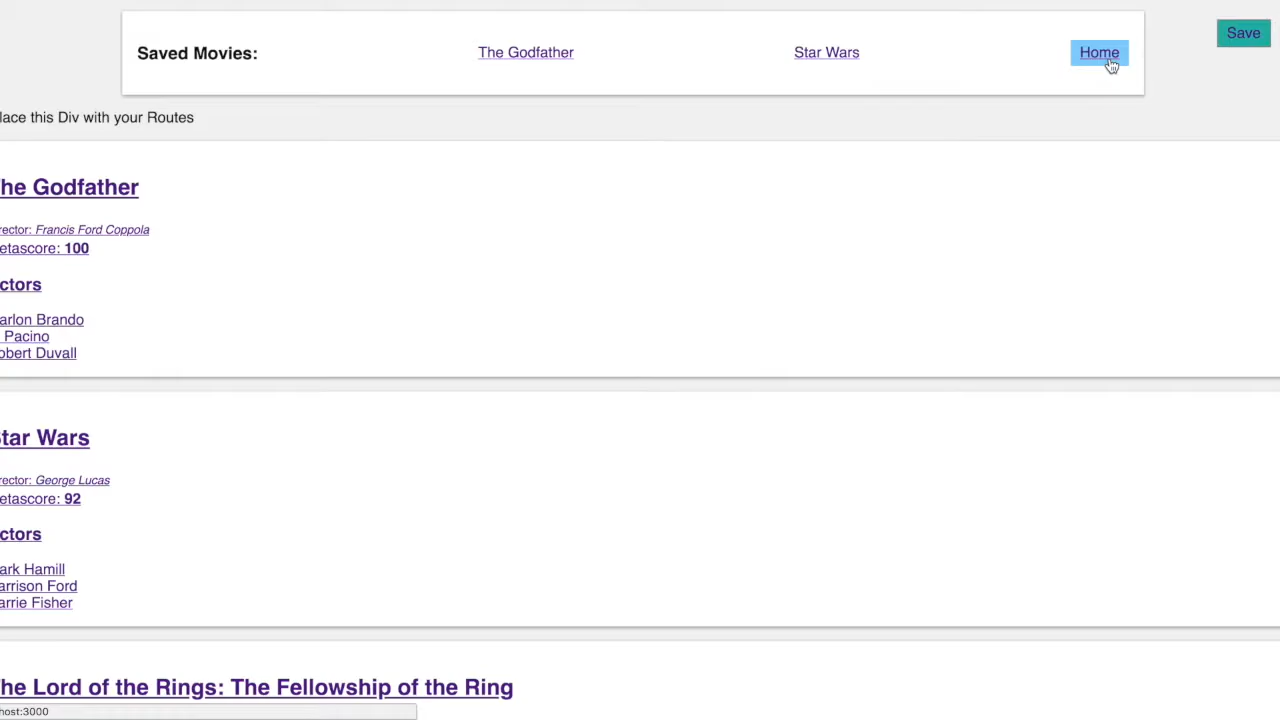 Saved Movies: The Godfather Star Wars Home Save
lace this Div with your Routes
he Godfather
rector: Francis Ford Coppola
etascore: 100
ctors
arlon Brando
Pacino
obert Duvall
tar Wars
rector: George Lucas
etascore: 92
ctors
ark Hamill
arrison Ford
arrie Fisher
he Lord of the Rings: The Fellowship of the Ring
host:3000